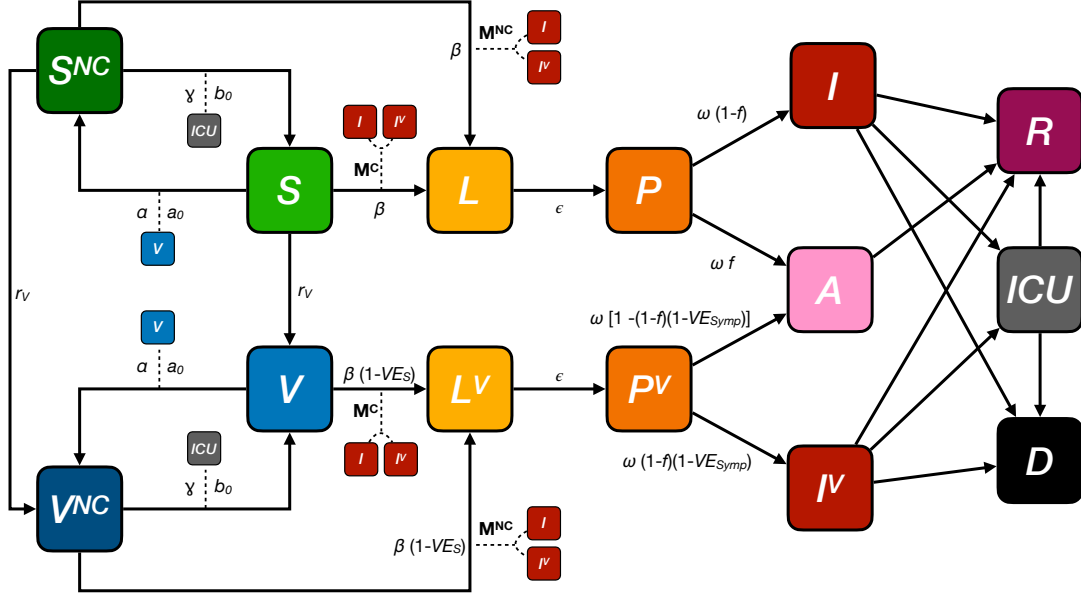 S^NC
M^NC
I
I^V
β
γ b₀
ICU
I
I
I^V
ω (1-f)
R
M^C
S
L
P
β
ϵ
α a₀
V
ω f
r_V
r_V
A
ICU
V
ω [1 -(1-f)(1-VE_Symp)]
α a₀
V
β (1-VE_S)
L^V
ϵ
P^V
M^C
ICU
I
I^V
ω (1-f)(1-VE_Symp)
D
V^NC
γ b₀
I^V
M^NC
I
β (1-VE_S)
I^V